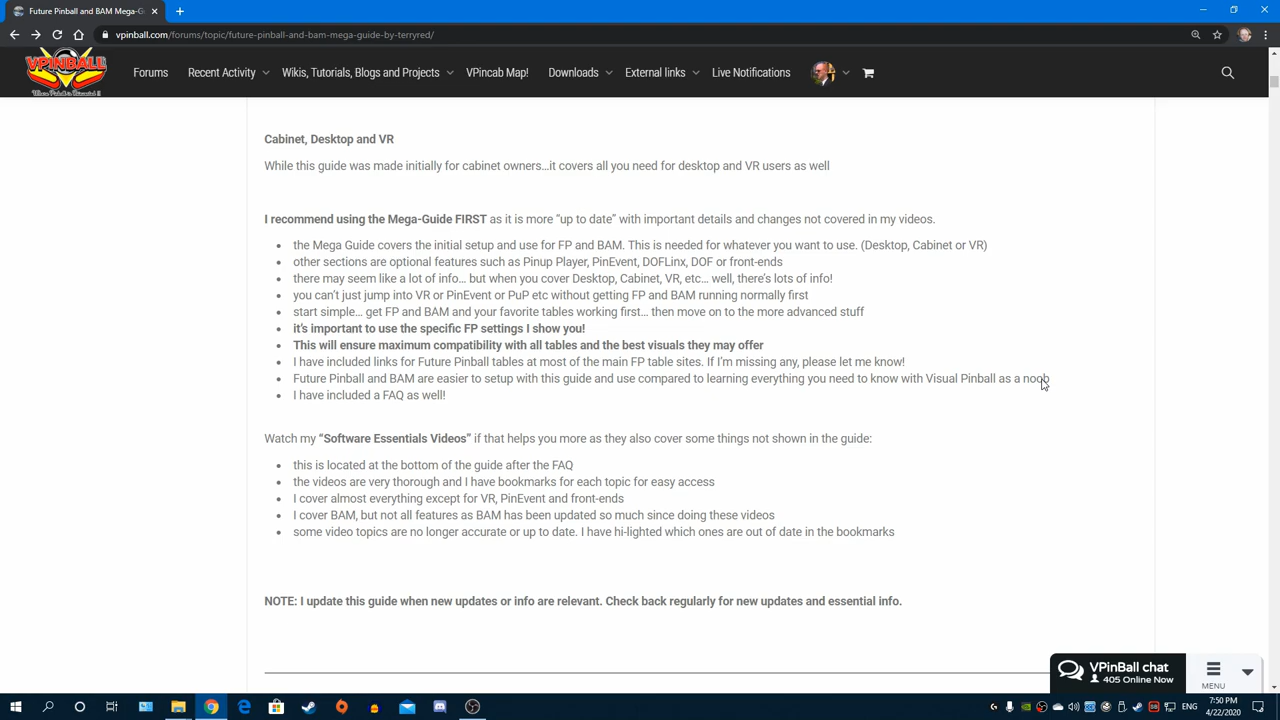 Future Pinball and BAM Mega-G
vpinball.com/forums/topic/future-pinball-and-bam-mega-guide-by-terryred/
VPINBALL
Forums
Recent Activity
Wikis, Tutorials, Blogs and Projects
VPincab Map!
Downloads
External links
Live Notifications
Cabinet, Desktop and VR
While this guide was made initially for cabinet owners…it covers all you need for desktop and VR users as well
I recommend using the Mega-Guide FIRST as it is more “up to date” with important details and changes not covered in my videos.
the Mega Guide covers the initial setup and use for FP and BAM. This is needed for whatever you want to use. (Desktop, Cabinet or VR)
other sections are optional features such as Pinup Player, PinEvent, DOFLinx, DOF or front-ends
there may seem like a lot of info… but when you cover Desktop, Cabinet, VR, etc… well, there’s lots of info!
you can’t just jump into VR or PinEvent or PuP etc without getting FP and BAM running normally first
start simple… get FP and BAM and your favorite tables working first… then move on to the more advanced stuff
it’s important to use the specific FP settings I show you!
This will ensure maximum compatibility with all tables and the best visuals they may offer
I have included links for Future Pinball tables at most of the main FP table sites. If I’m missing any, please let me know!
Future Pinball and BAM are easier to setup with this guide and use compared to learning everything you need to know with Visual Pinball as a noob
I have included a FAQ as well!
Watch my “Software Essentials Videos” if that helps you more as they also cover some things not shown in the guide:
this is located at the bottom of the guide after the FAQ
the videos are very thorough and I have bookmarks for each topic for easy access
I cover almost everything except for VR, PinEvent and front-ends
I cover BAM, but not all features as BAM has been updated so much since doing these videos
some video topics are no longer accurate or up to date. I have hi-lighted which ones are out of date in the bookmarks
NOTE: I update this guide when new updates or info are relevant. Check back regularly for new updates and essential info.
VPinBall chat
405 Online Now
MENU
ENG
7:50 PM
4/22/2020